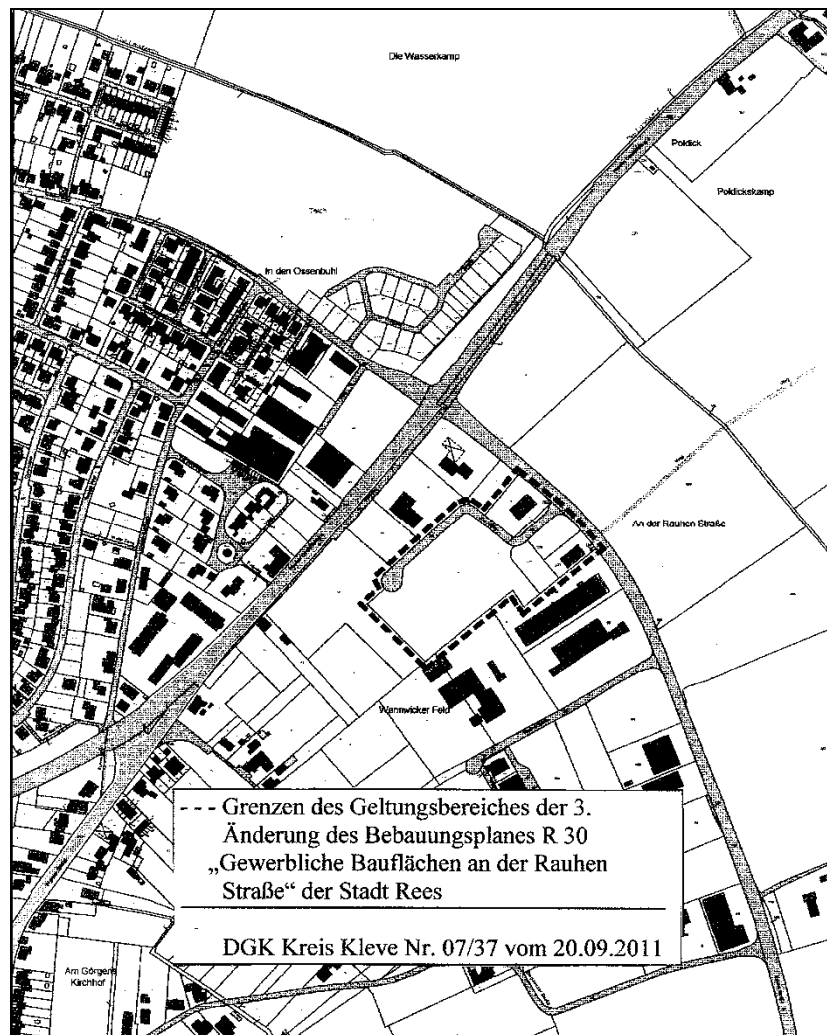 Die Wasserkamp
Poldick
Poldickskamp
Teich
In den Ossenbuhl
An der Rauhen Straße
Wannwicker Feld
--- Grenzen des Geltungsbereiches der 3.
Änderung des Bebauungsplanes R 30
„Gewerbliche Bauflächen an der Rauhen
Straße“ der Stadt Rees
DGK Kreis Kleve Nr. 07/37 vom 20.09.2011
Am Görgens
Kirchhof